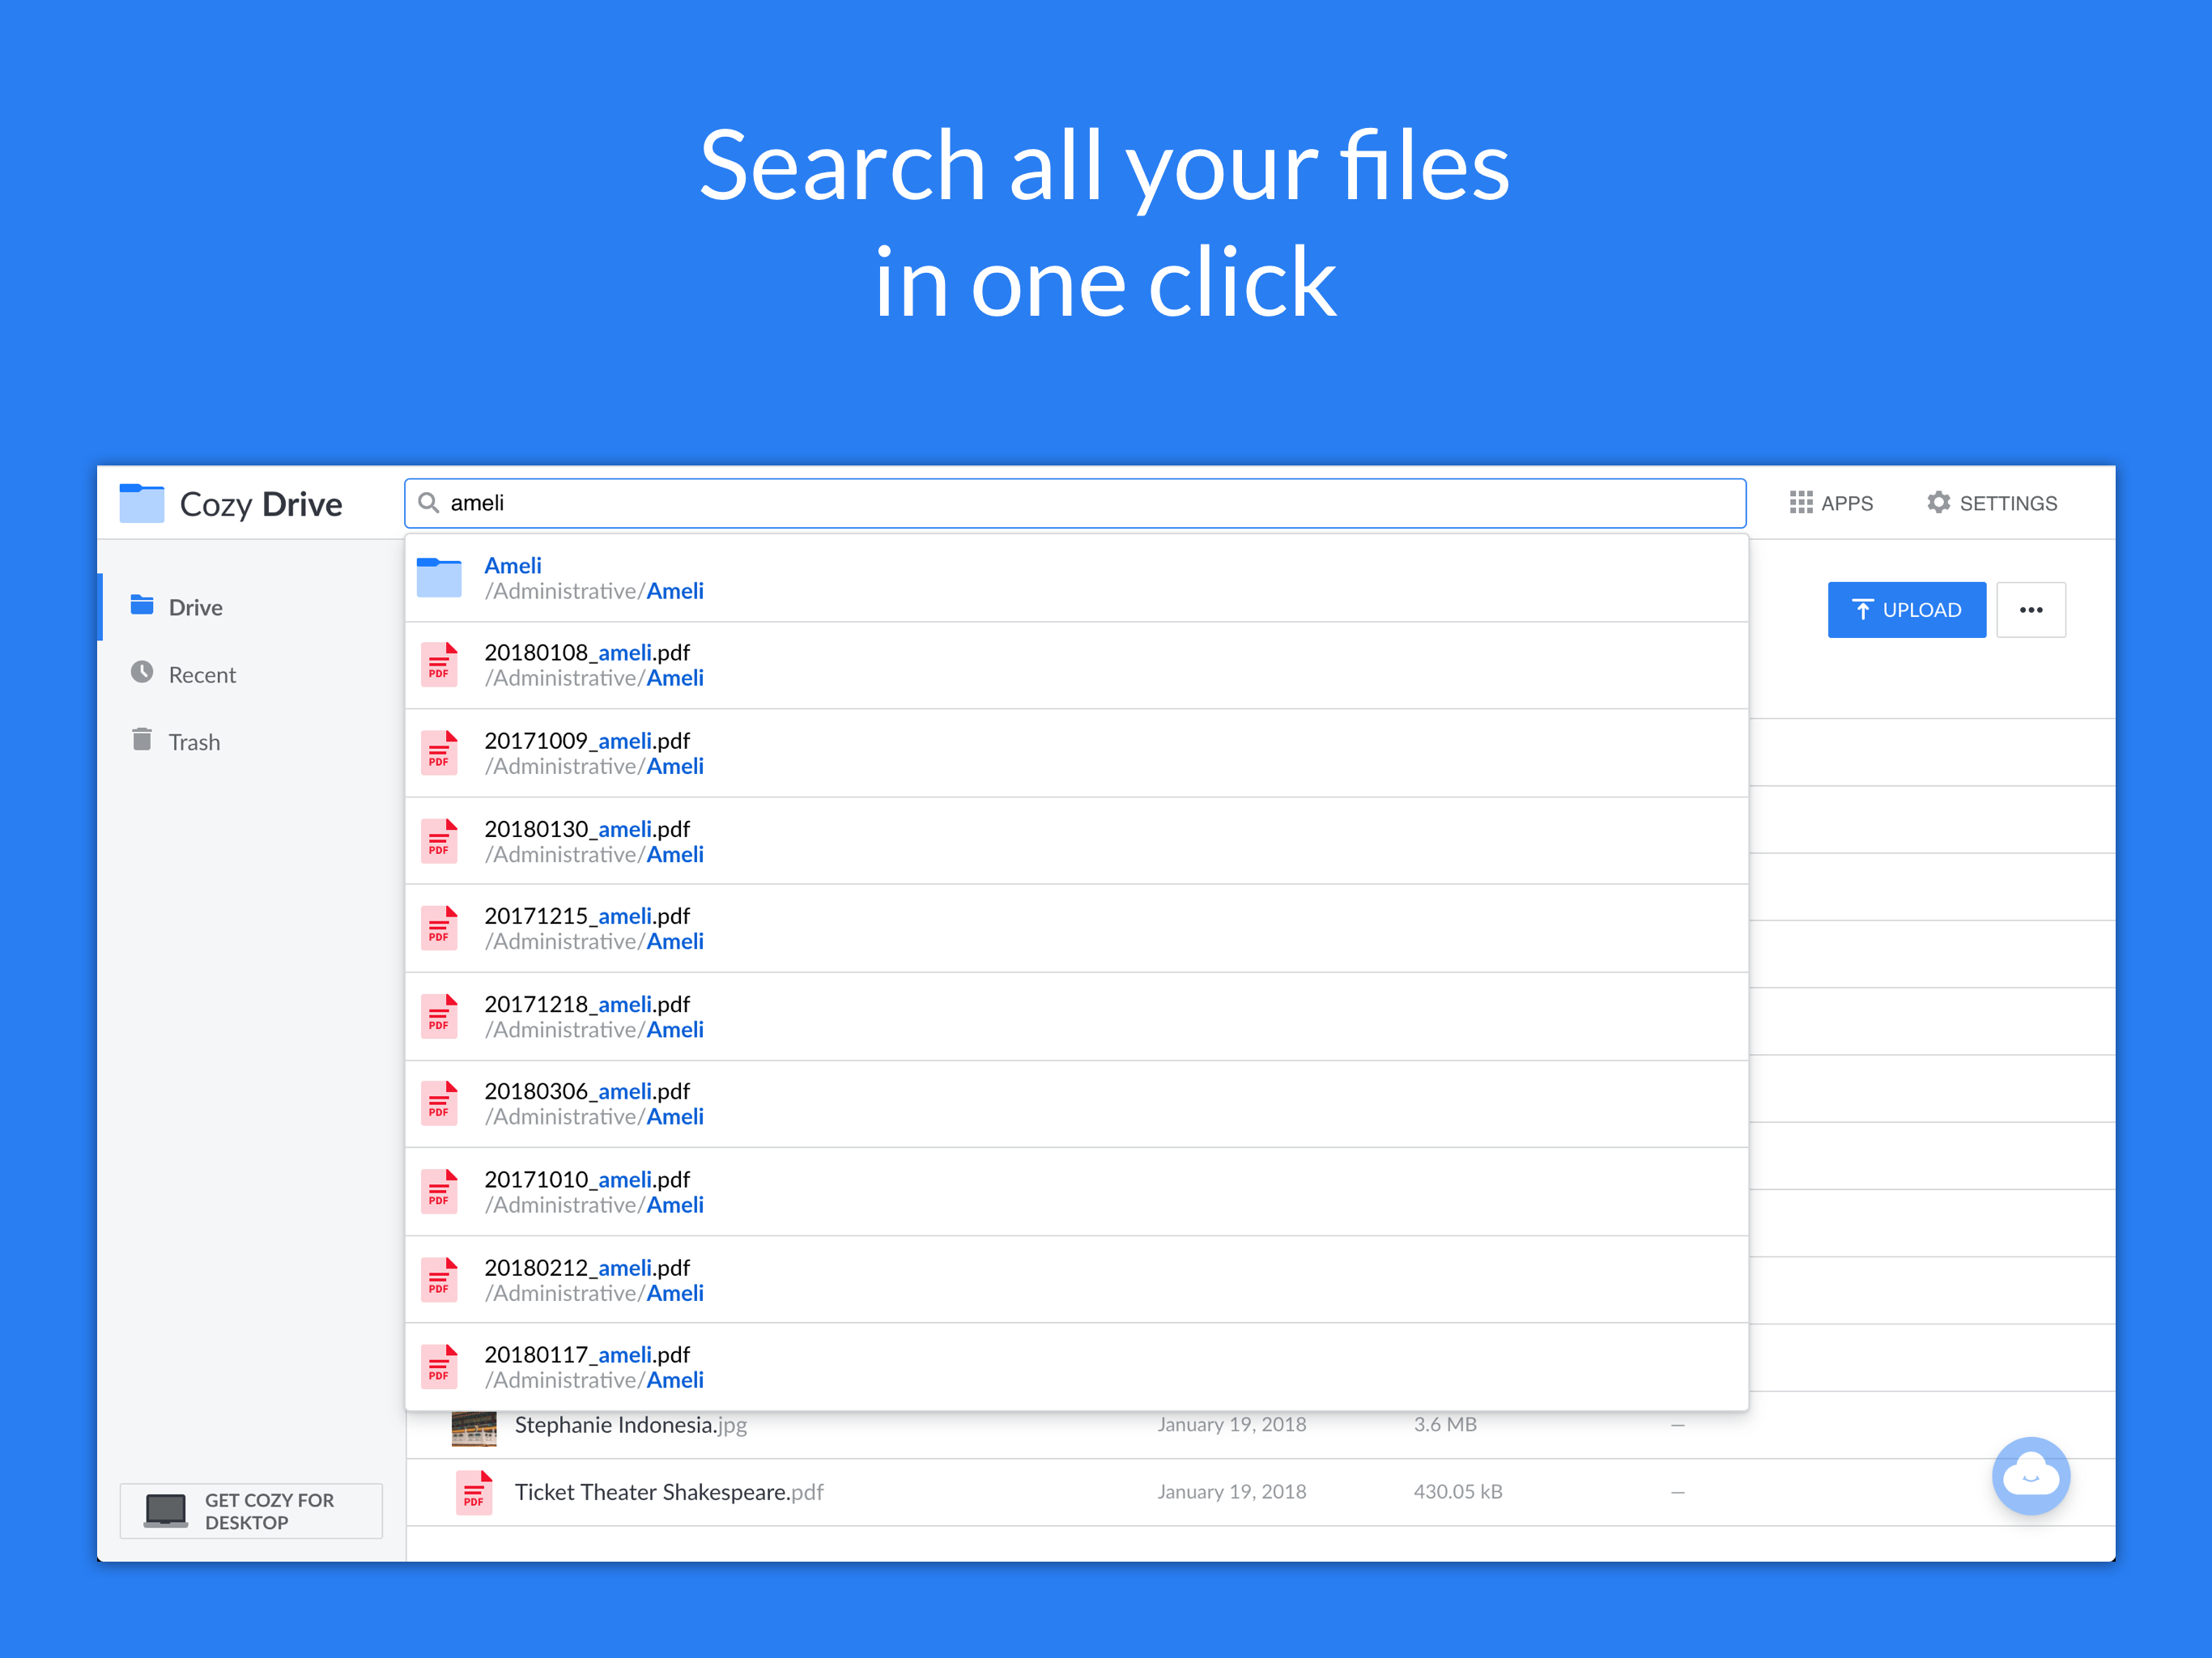 Search all your files
in one click
Cozy Drive
ameli
APPS
SETTINGS
Drive
Recent
Trash
UPLOAD
Ameli
/Administrative/Ameli
20180108_ameli.pdf
/Administrative/Ameli
20171009_ameli.pdf
/Administrative/Ameli
20180130_ameli.pdf
/Administrative/Ameli
20171215_ameli.pdf
/Administrative/Ameli
20171218_ameli.pdf
/Administrative/Ameli
20180306_ameli.pdf
/Administrative/Ameli
20171010_ameli.pdf
/Administrative/Ameli
20180212_ameli.pdf
/Administrative/Ameli
20180117_ameli.pdf
/Administrative/Ameli
PDF
PDF
PDF
PDF
PDF
PDF
PDF
PDF
PDF
Stephanie Indonesia.jpg January 19, 2018 3.6 MB —
PDF Ticket Theater Shakespeare.pdf January 19, 2018 430.05 kB —
GET COZY FOR
DESKTOP